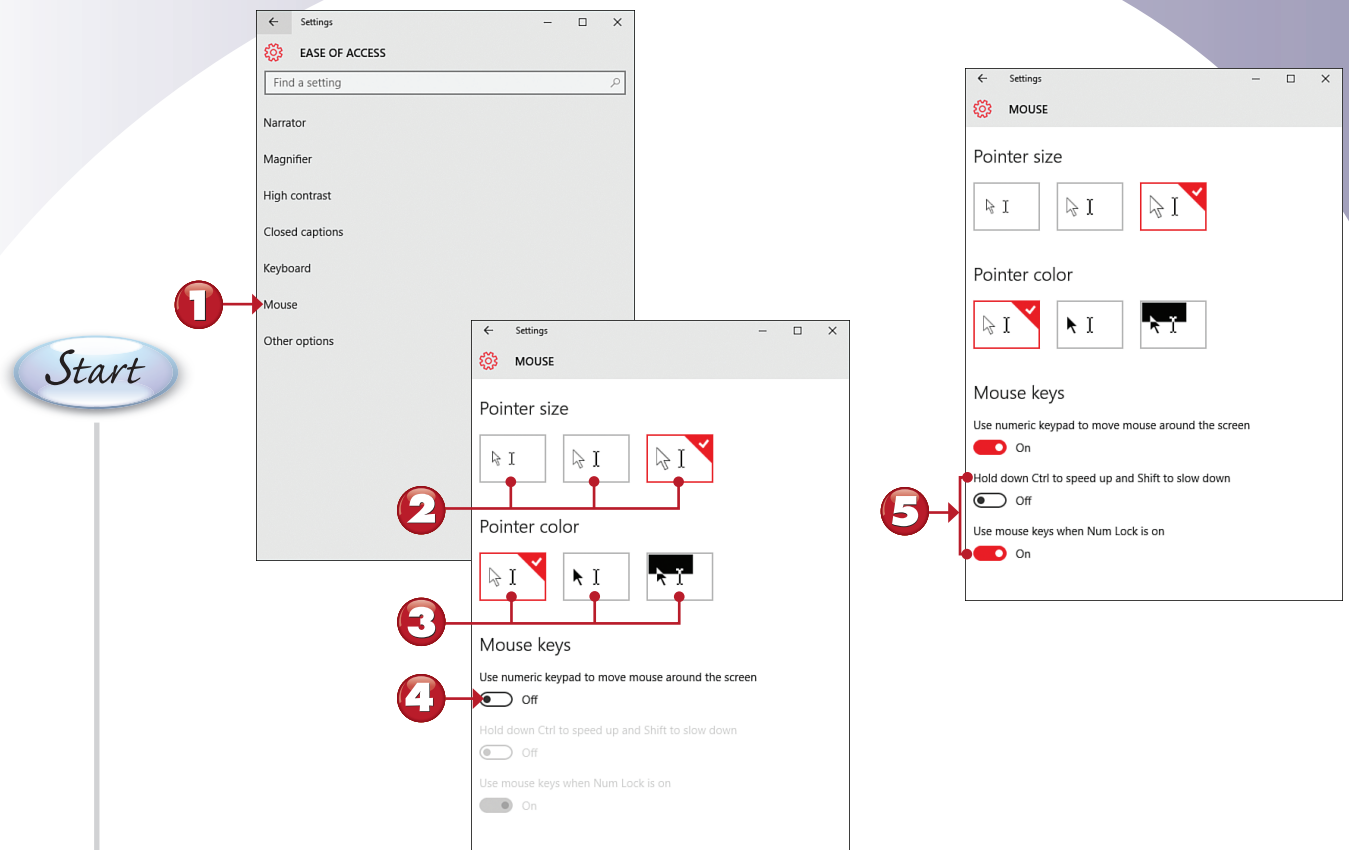 Settings
EASE OF ACCESS
Find a setting
Narrator
Magnifier
High contrast
Closed captions
Keyboard
1
Mouse
Other options
Start
Settings
MOUSE
Pointer size
2
Pointer color
3
Mouse keys
Use numeric keypad to move mouse around the screen
4
Off
Hold down Ctrl to speed up and Shift to slow down
Off
Use mouse keys when Num Lock is on
On
Settings
MOUSE
Pointer size
Pointer color
Mouse keys
Use numeric keypad to move mouse around the screen
On
Hold down Ctrl to speed up and Shift to slow down
5
Off
Use mouse keys when Num Lock is on
On